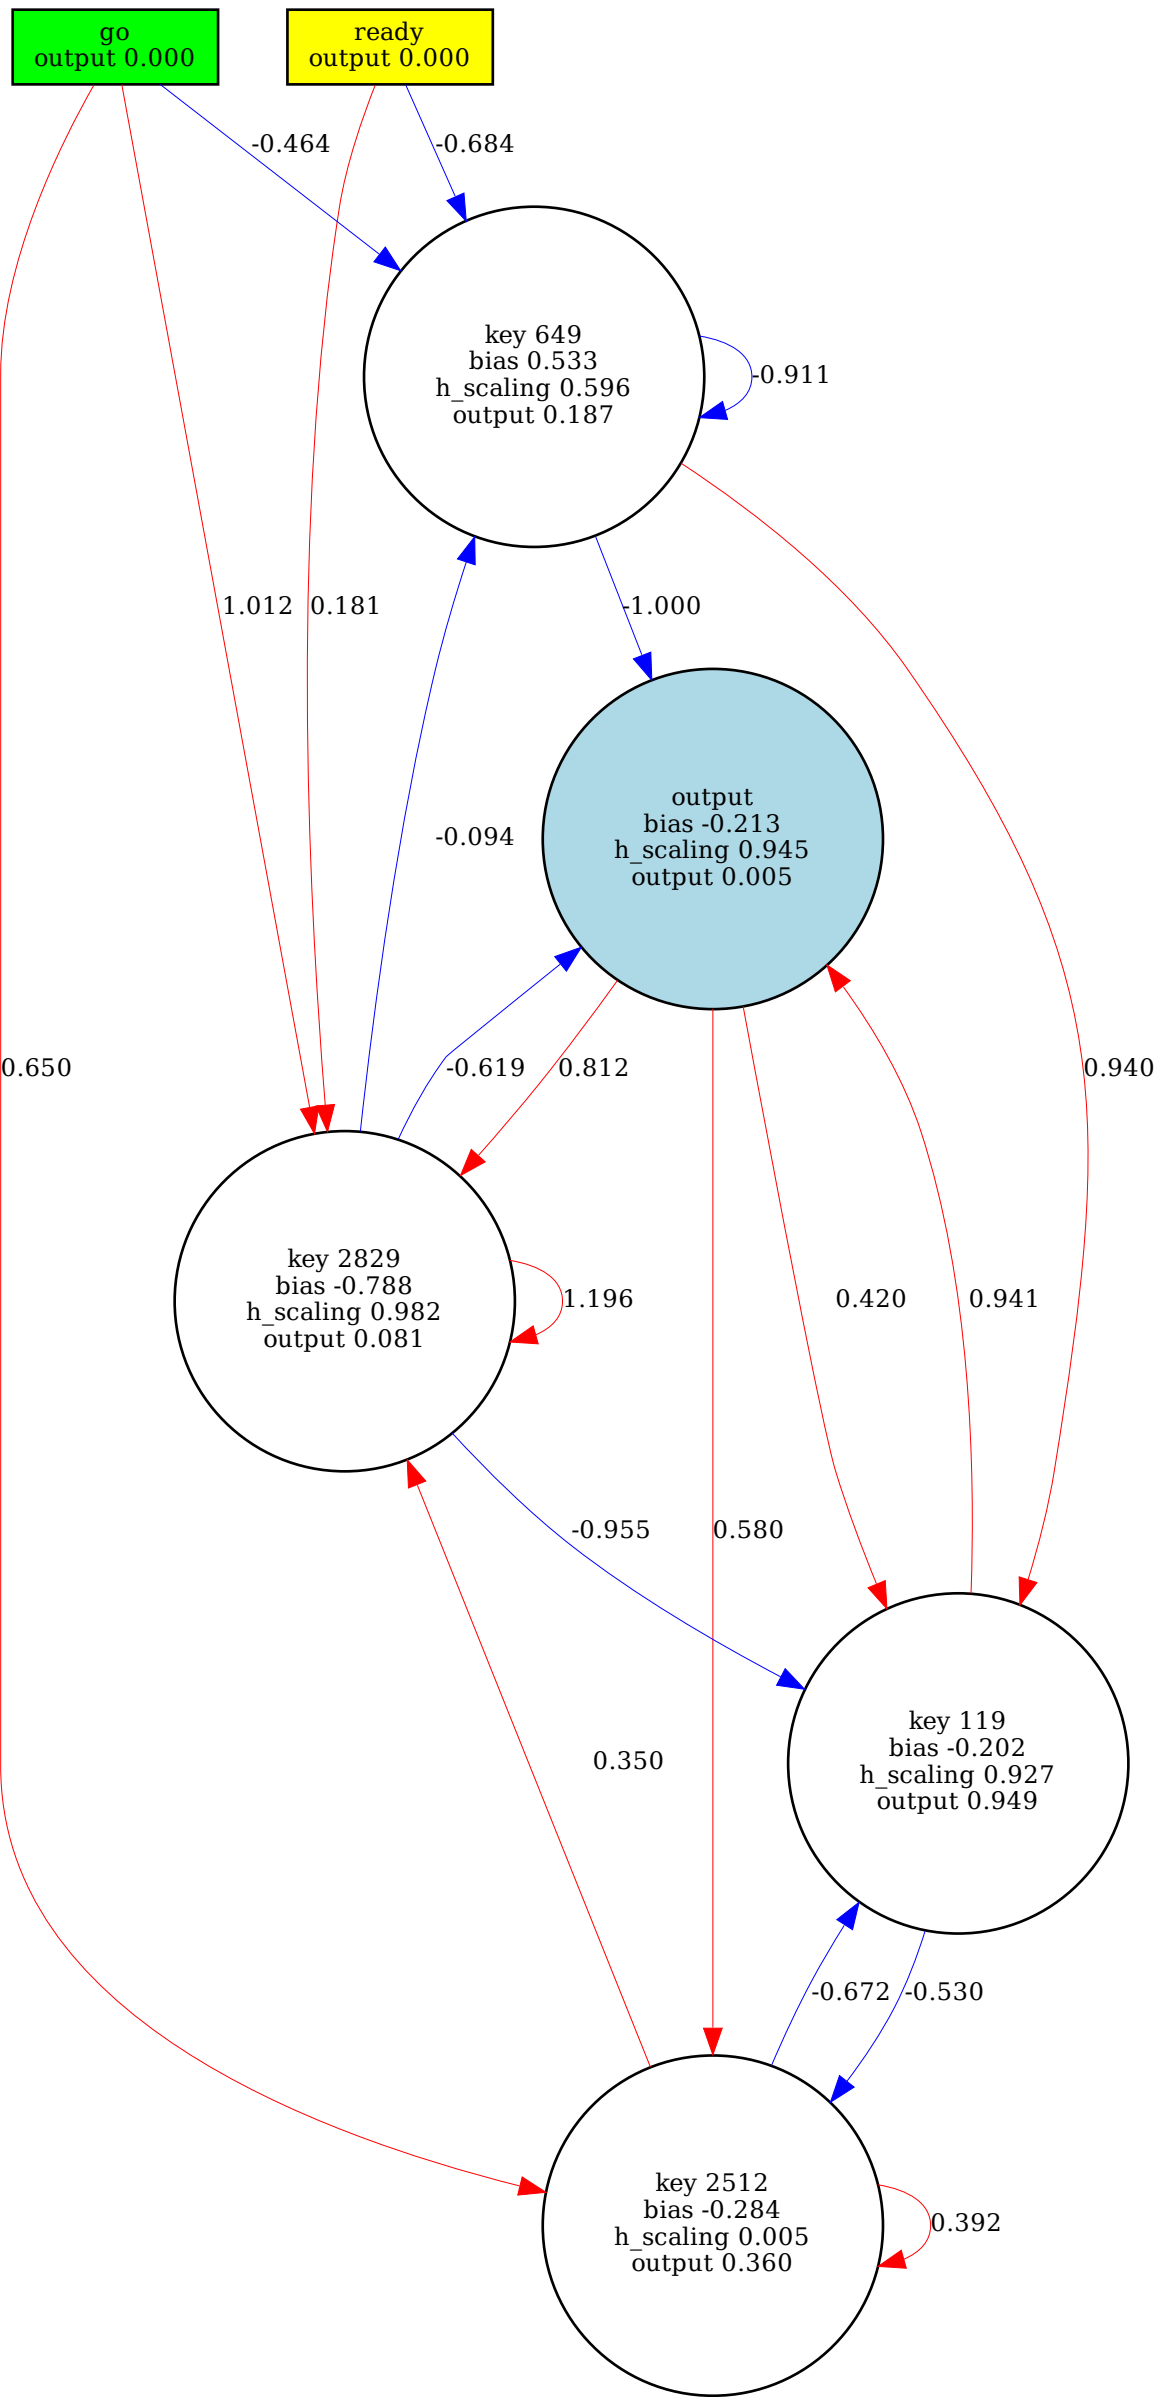 go
output 0.000
ready
output 0.000
-0.464
-0.684
key 649
bias 0.533
h_scaling 0.596
output 0.187
-0.911
1.012
0.181
-1.000
output
bias -0.213
h_scaling 0.945
output 0.005
-0.094
0.650
-0.619
0.812
0.940
key 2829
bias -0.788
h_scaling 0.982
output 0.081
1.196
0.420
0.941
-0.955
0.580
key 119
bias -0.202
h_scaling 0.927
output 0.949
0.350
-0.672
-0.530
key 2512
bias -0.284
h_scaling 0.005
output 0.360
0.392